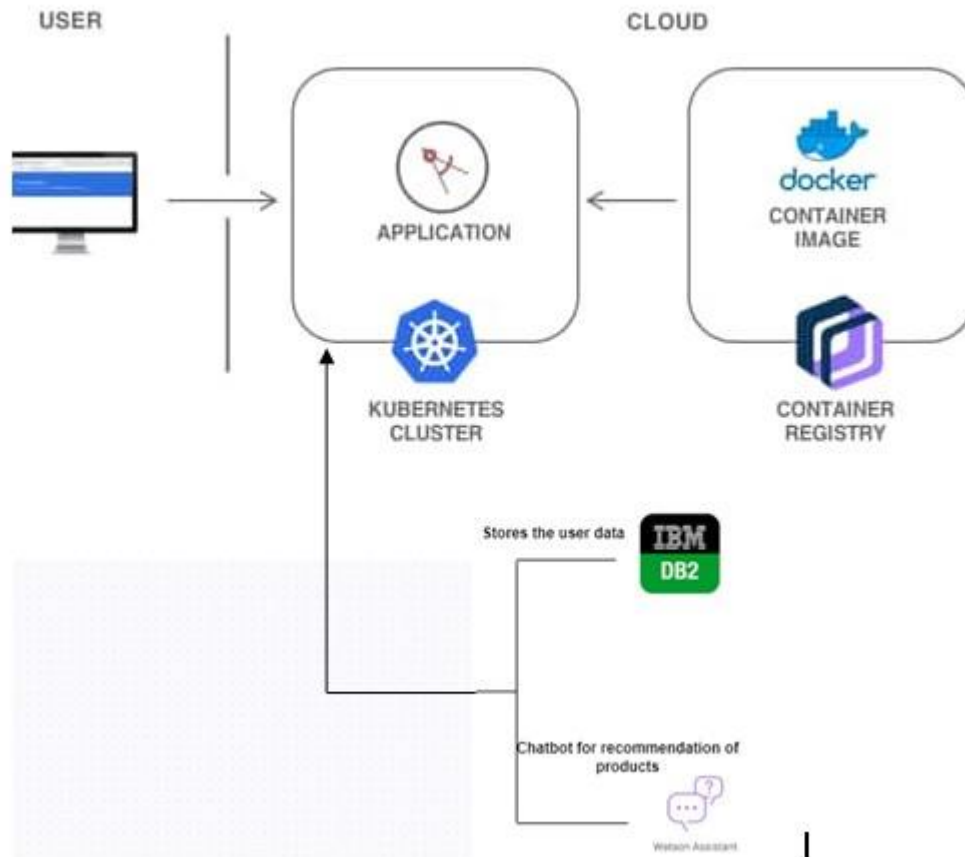 USER
CLOUD
APPLICATION
docker
CONTAINER
IMAGE
KUBERNETES
CLUSTER
CONTAINER
REGISTRY
Stores the user data
IBM
DB2
Chatbot for recommendation of
products
?
Watson Assistant